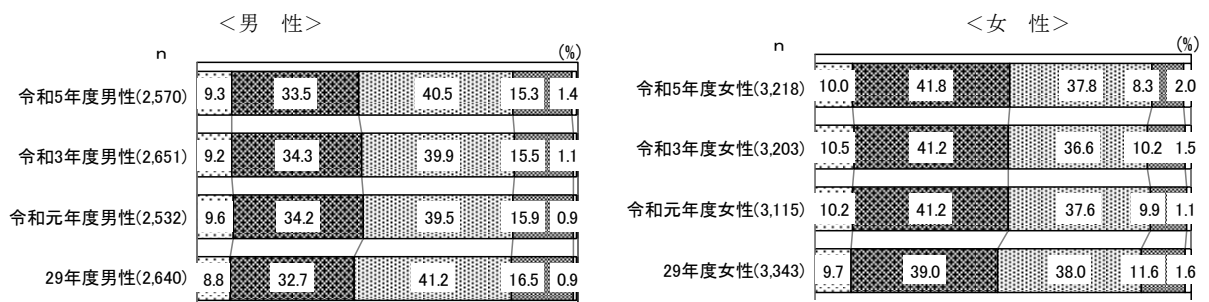 ＜男　性＞
n (%)
令和5年度男性(2,570) 9.3 33.5 40.5 15.3 1.4
令和3年度男性(2,651) 9.2 34.3 39.9 15.5 1.1
令和元年度男性(2,532) 9.6 34.2 39.5 15.9 0.9
29年度男性(2,640) 8.8 32.7 41.2 16.5 0.9
＜女　性＞
n (%)
令和5年度女性(3,218) 10.0 41.8 37.8 8.3 2.0
令和3年度女性(3,203) 10.5 41.2 36.6 10.2 1.5
令和元年度女性(3,115) 10.2 41.2 37.6 9.9 1.1
29年度女性(3,343) 9.7 39.0 38.0 11.6 1.6